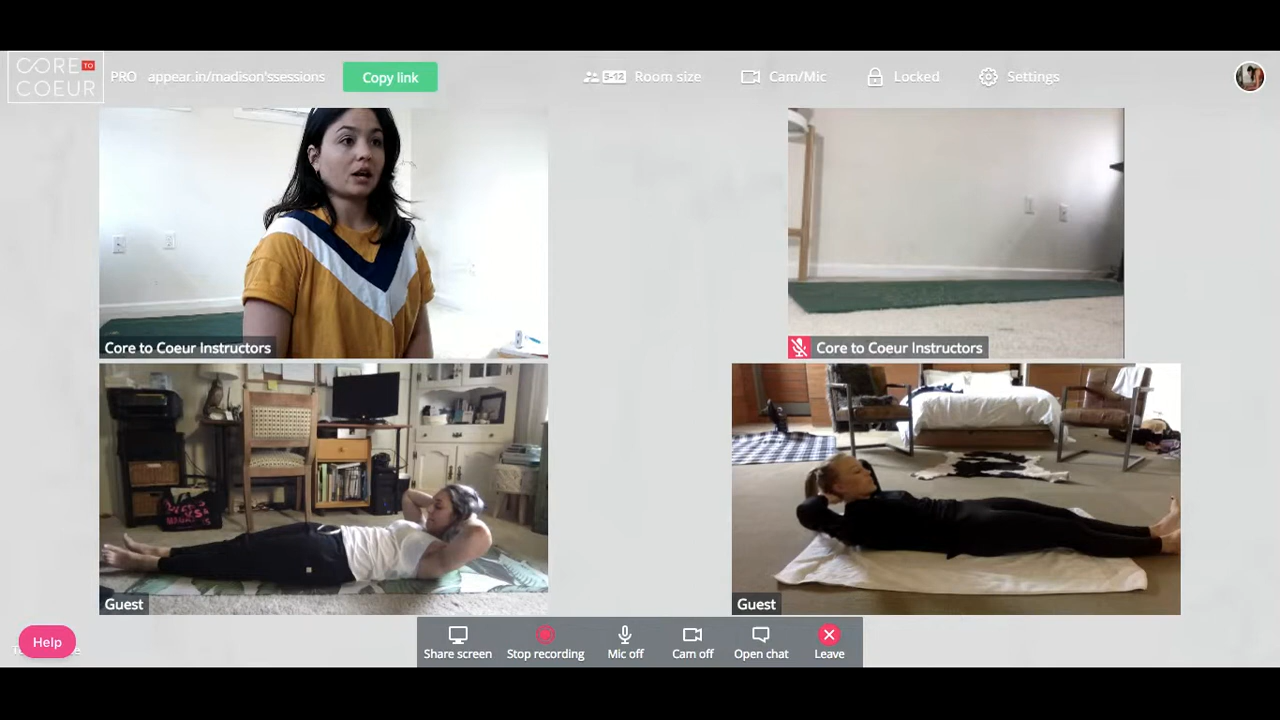 CORE TO
COEUR
PRO appear.in/madison'ssessions Copy link 5-12 Room size Cam/Mic Locked Settings
Core to Coeur Instructors
Core to Coeur Instructors
Guest
Guest
Help
Share screen Stop recording Mic off Cam off Open chat Leave